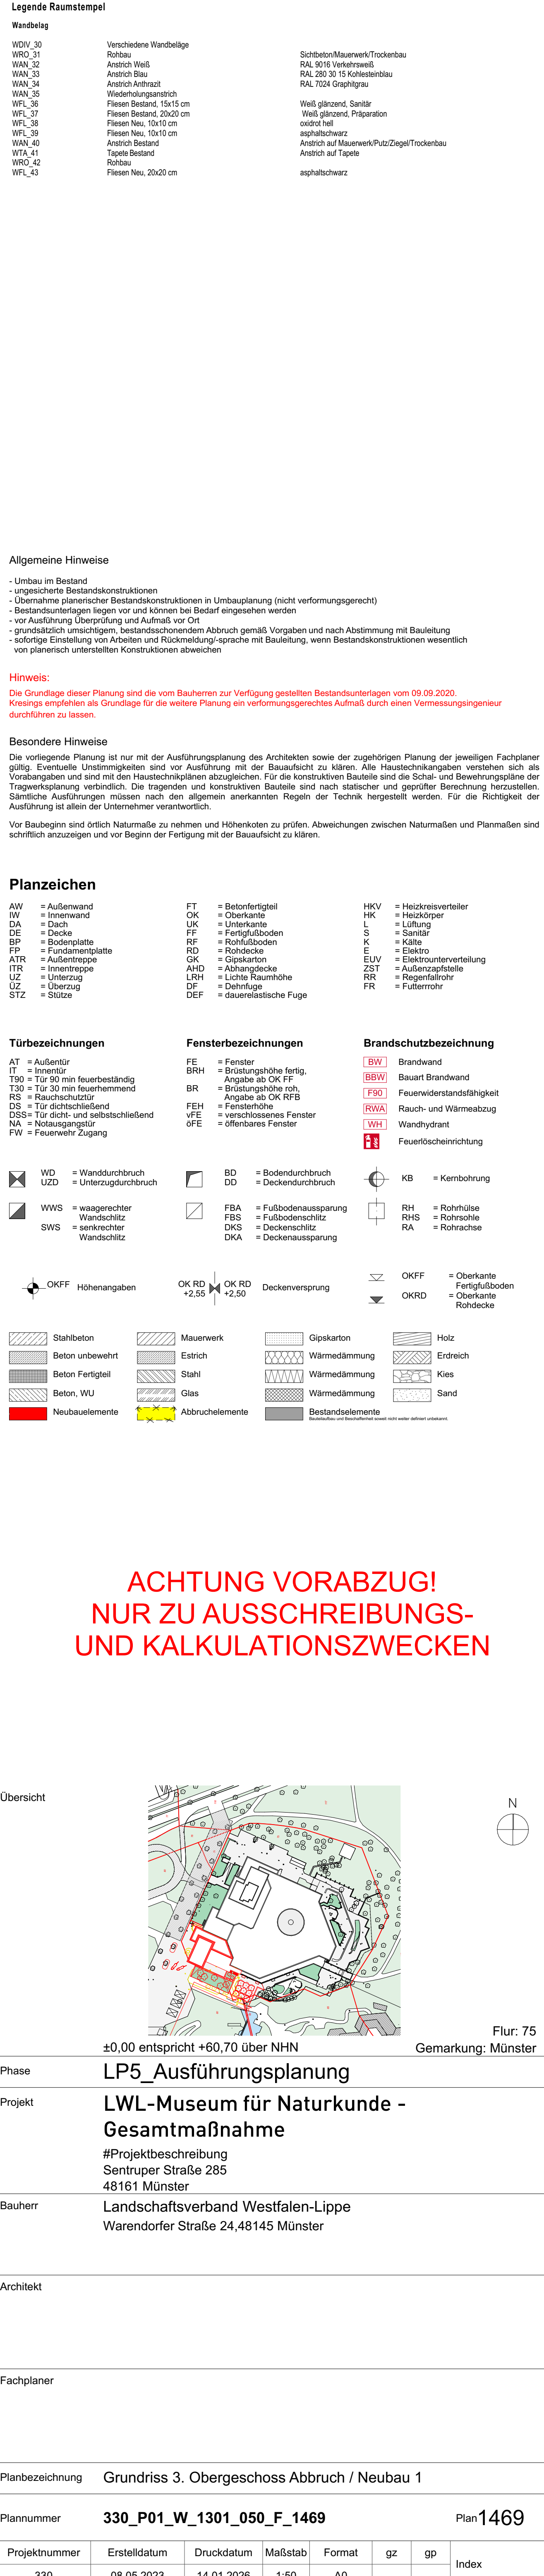 Legende Raumstempel
Wandbelag
WDIV_30 Verschiedene Wandbeläge
WRO_31 Rohbau Sichtbeton/Mauerwerk/Trockenbau
WAN_32 Anstrich Weiß RAL 9016 Verkehrsweiß
WAN_33 Anstrich Blau RAL 280 30 15 Kohlesteinblau
WAN_34 Anstrich Anthrazit RAL 7024 Graphitgrau
WAN_35 Wiederholungsanstrich
WFL_36 Fliesen Bestand, 15x15 cm Weiß glänzend, Sanitär
WFL_37 Fliesen Bestand, 20x20 cm Weiß glänzend, Präparation
WFL_38 Fliesen Neu, 10x10 cm oxidrot hell
WFL_39 Fliesen Neu, 10x10 cm asphaltschwarz
WAN_40 Anstrich Bestand Anstrich auf Mauerwerk/Putz/Ziegel/Trockenbau
WTA_41 Tapete Bestand Anstrich auf Tapete
WRO_42 Rohbau
WFL_43 Fliesen Neu, 20x20 cm asphaltschwarz
Allgemeine Hinweise
- Umbau im Bestand
- ungesicherte Bestandskonstruktionen
- Übernahme planerischer Bestandskonstruktionen in Umbauplanung (nicht verformungsgerecht)
- Bestandsunterlagen liegen vor und können bei Bedarf eingesehen werden
- vor Ausführung Überprüfung und Aufmaß vor Ort
- grundsätzlich umsichtigem, bestandsschonendem Abbruch gemäß Vorgaben und nach Abstimmung mit Bauleitung
- sofortige Einstellung von Arbeiten und Rückmeldung/-sprache mit Bauleitung, wenn Bestandskonstruktionen wesentlich
von planerisch unterstellten Konstruktionen abweichen
Hinweis:
Die Grundlage dieser Planung sind die vom Bauherren zur Verfügung gestellten Bestandsunterlagen vom 09.09.2020.
Kresings empfehlen als Grundlage für die weitere Planung ein verformungsgerechtes Aufmaß durch einen Vermessungsingenieur
durchführen zu lassen.
Besondere Hinweise
Die vorliegende Planung ist nur mit der Ausführungsplanung des Architekten sowie der zugehörigen Planung der jeweiligen Fachplaner
gültig. Eventuelle Unstimmigkeiten sind vor Ausführung mit der Bauaufsicht zu klären. Alle Haustechnikangaben verstehen sich als
Vorabangaben und sind mit den Haustechnikplänen abzugleichen. Für die konstruktiven Bauteile sind die Schal- und Bewehrungspläne der
Tragwerksplanung verbindlich. Die tragenden und konstruktiven Bauteile sind nach statischer und geprüfter Berechnung herzustellen.
Sämtliche Ausführungen müssen nach den allgemein anerkannten Regeln der Technik hergestellt werden. Für die Richtigkeit der
Ausführung ist allein der Unternehmer verantwortlich.
Vor Baubeginn sind örtlich Naturmaße zu nehmen und Höhenkoten zu prüfen. Abweichungen zwischen Naturmaßen und Planmaßen sind
schriftlich anzuzeigen und vor Beginn der Fertigung mit der Bauaufsicht zu klären.
Planzeichen
AW = Außenwand FT = Betonfertigteil HKV = Heizkreisverteiler
IW = Innenwand OK = Oberkante HK = Heizkörper
DA = Dach UK = Unterkante L = Lüftung
DE = Decke FF = Fertigfußboden S = Sanitär
BP = Bodenplatte RF = Rohfußboden K = Kälte
FP = Fundamentplatte RD = Rohdecke E = Elektro
ATR = Außentreppe GK = Gipskarton EUV = Elektrounterverteilung
ITR = Innentreppe AHD = Abhangdecke ZST = Außenzapfstelle
UZ = Unterzug LRH = Lichte Raumhöhe RR = Regenfallrohr
ÜZ = Überzug DF = Dehnfuge FR = Futterrrohr
STZ = Stütze DEF = dauerelastische Fuge
Türbezeichnungen Fensterbezeichnungen Brandschutzbezeichnung
AT = Außentür
IT = Innentür
T90 = Tür 90 min feuerbeständig
T30 = Tür 30 min feuerhemmend
RS = Rauchschutztür
DS = Tür dichtschließend
DSS= Tür dicht- und selbstschließend
NA = Notausgangstür
FW = Feuerwehr Zugang
FE = Fenster
BRH = Brüstungshöhe fertig,
Angabe ab OK FF
BR = Brüstungshöhe roh,
Angabe ab OK RFB
FEH = Fensterhöhe
vFE = verschlossenes Fenster
öFE = öffenbares Fenster
BW Brandwand
BBW Bauart Brandwand
F90 Feuerwiderstandsfähigkeit
RWA Rauch- und Wärmeabzug
WH Wandhydrant
Feuerlöscheinrichtung
WD = Wanddurchbruch BD = Bodendurchbruch
UZD = Unterzugdurchbruch DD = Deckendurchbruch
KB = Kernbohrung
WWS = waagerechter
Wandschlitz
SWS = senkrechter
Wandschlitz
FBA = Fußbodenaussparung
FBS = Fußbodenschlitz
DKS = Deckenschlitz
DKA = Deckenaussparung
RH = Rohrhülse
RHS = Rohrsohle
RA = Rohrachse
OKFF Höhenangaben
OK RD OK RD
+2,55 +2,50
Deckenversprung
OKFF = Oberkante
Fertigfußboden
OKRD = Oberkante
Rohdecke
Stahlbeton Mauerwerk Gipskarton Holz
Beton unbewehrt Estrich Wärmedämmung Erdreich
Beton Fertigteil Stahl Wärmedämmung Kies
Beton, WU Glas Wärmedämmung Sand
Neubauelemente Abbruchelemente Bestandselemente
Bauteilaufbau und Beschaffenheit soweit nicht weiter definiert unbekannt.
ACHTUNG VORABZUG!
NUR ZU AUSSCHREIBUNGS-
UND KALKULATIONSZWECKEN
Übersicht
N
Flur: 75
±0,00 entspricht +60,70 über NHN Gemarkung: Münster
Phase LP5_Ausführungsplanung
Projekt LWL-Museum für Naturkunde -
Gesamtmaßnahme
#Projektbeschreibung
Sentruper Straße 285
48161 Münster
Bauherr Landschaftsverband Westfalen-Lippe
Warendorfer Straße 24,48145 Münster
Architekt
Fachplaner
Planbezeichnung Grundriss 3. Obergeschoss Abbruch / Neubau 1
Plannummer 330_P01_W_1301_050_F_1469 Plan 1469
Projektnummer Erstelldatum Druckdatum Maßstab Format gz gp Index
330 08.05.2023 14.01.2026 1:50 A0